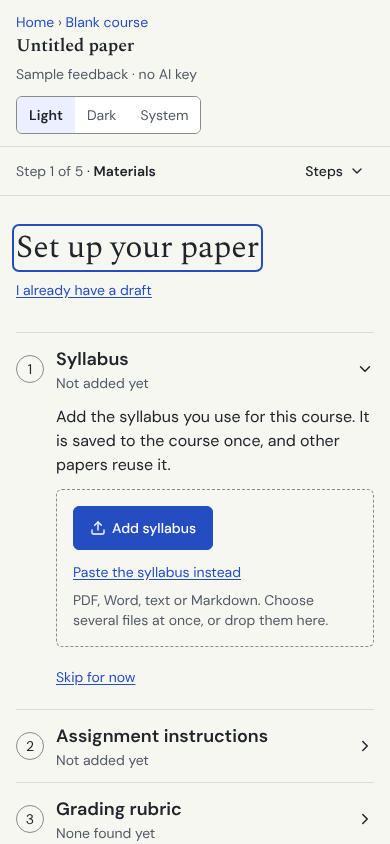 Home › Blank course
Untitled paper
Sample feedback · no AI key
Light Dark System
Step 1 of 5 · Materials Steps
Set up your paper
I already have a draft
1 Syllabus
Not added yet
Add the syllabus you use for this course. It
is saved to the course once, and other
papers reuse it.
Add syllabus
Paste the syllabus instead
PDF, Word, text or Markdown. Choose
several files at once, or drop them here.
Skip for now
2 Assignment instructions
Not added yet
3 Grading rubric
None found yet